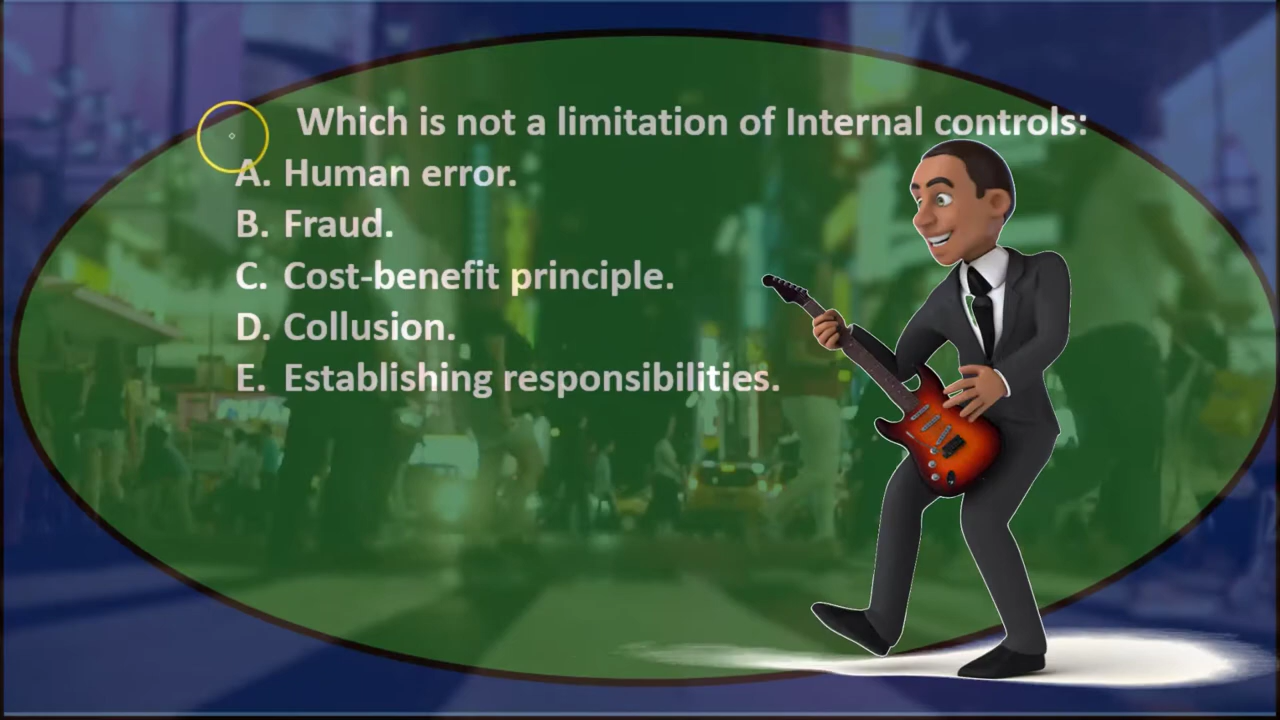 Which is not a limitation of Internal controls:
A. Human error.
B. Fraud.
C. Cost-benefit principle.
D. Collusion.
E. Establishing responsibilities.